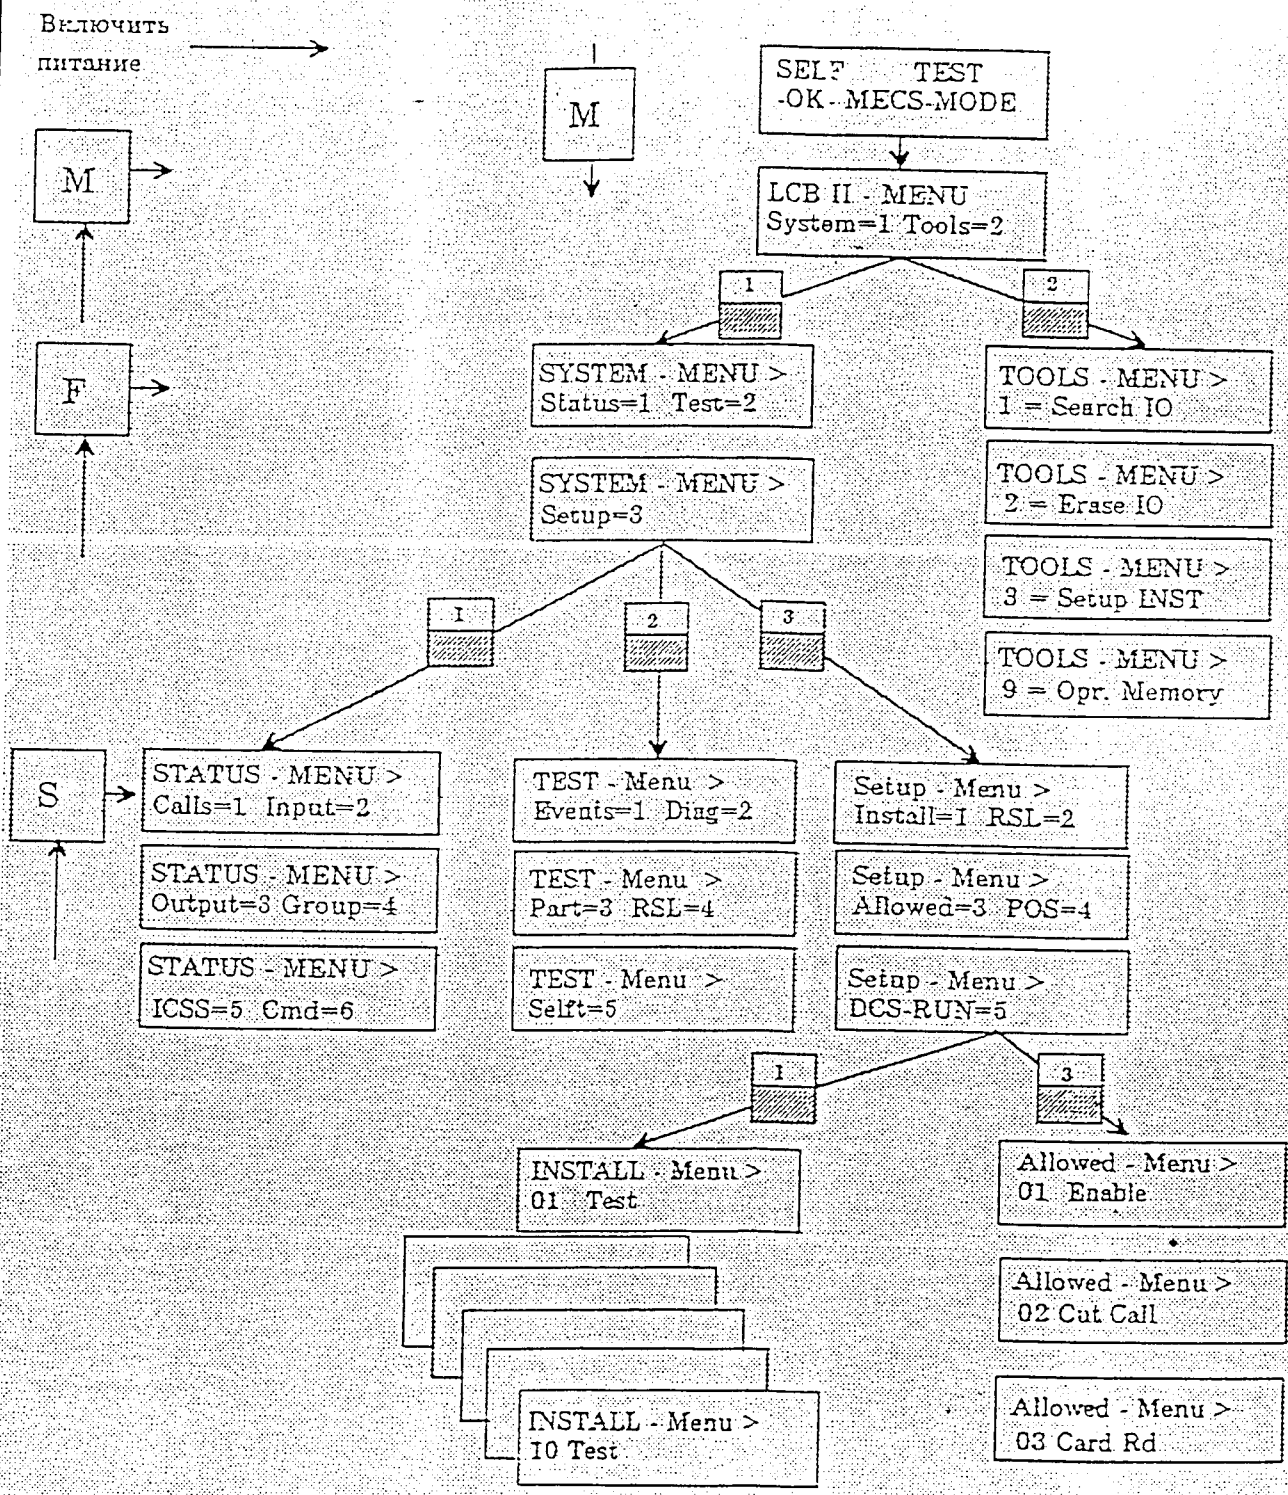 Включить
питание
M
F
S
M
SELF TEST
-OK- MECS-MODE
LCB II - MENU
System=1 Tools=2
1
2
SYSTEM - MENU >
Status=1 Test=2
SYSTEM - MENU >
Setup=3
TOOLS - MENU >
1 = Search IO
TOOLS - MENU >
2 = Erase IO
TOOLS - MENU >
3 = Setup INST
TOOLS - MENU >
9 = Opr. Memory
1
2
3
STATUS - MENU >
Calls=1 Input=2
STATUS - MENU >
Output=3 Group=4
STATUS - MENU >
ICSS=5 Cmd=6
TEST - Menu >
Events=1 Diag=2
TEST - Menu >
Part=3 RSL=4
TEST - Menu >
Selft=5
Setup - Menu >
Install=1 RSL=2
Setup - Menu >
Allowed=3 POS=4
Setup - Menu >
DCS-RUN=5
1
3
INSTALL - Menu >
01 Test
INSTALL - Menu >
10 Test
Allowed - Menu >
01 Enable
Allowed - Menu >
02 Cut Call
Allowed - Menu >
03 Card Rd